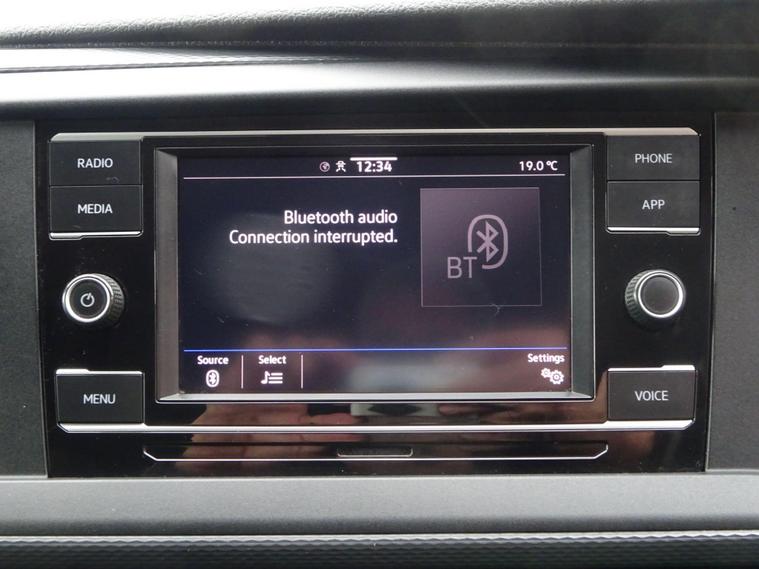 RADIO
MEDIA
MENU
12:34
19.0 °C
Bluetooth audio
Connection interrupted.
BT
Source
Select
Settings
PHONE
APP
VOICE